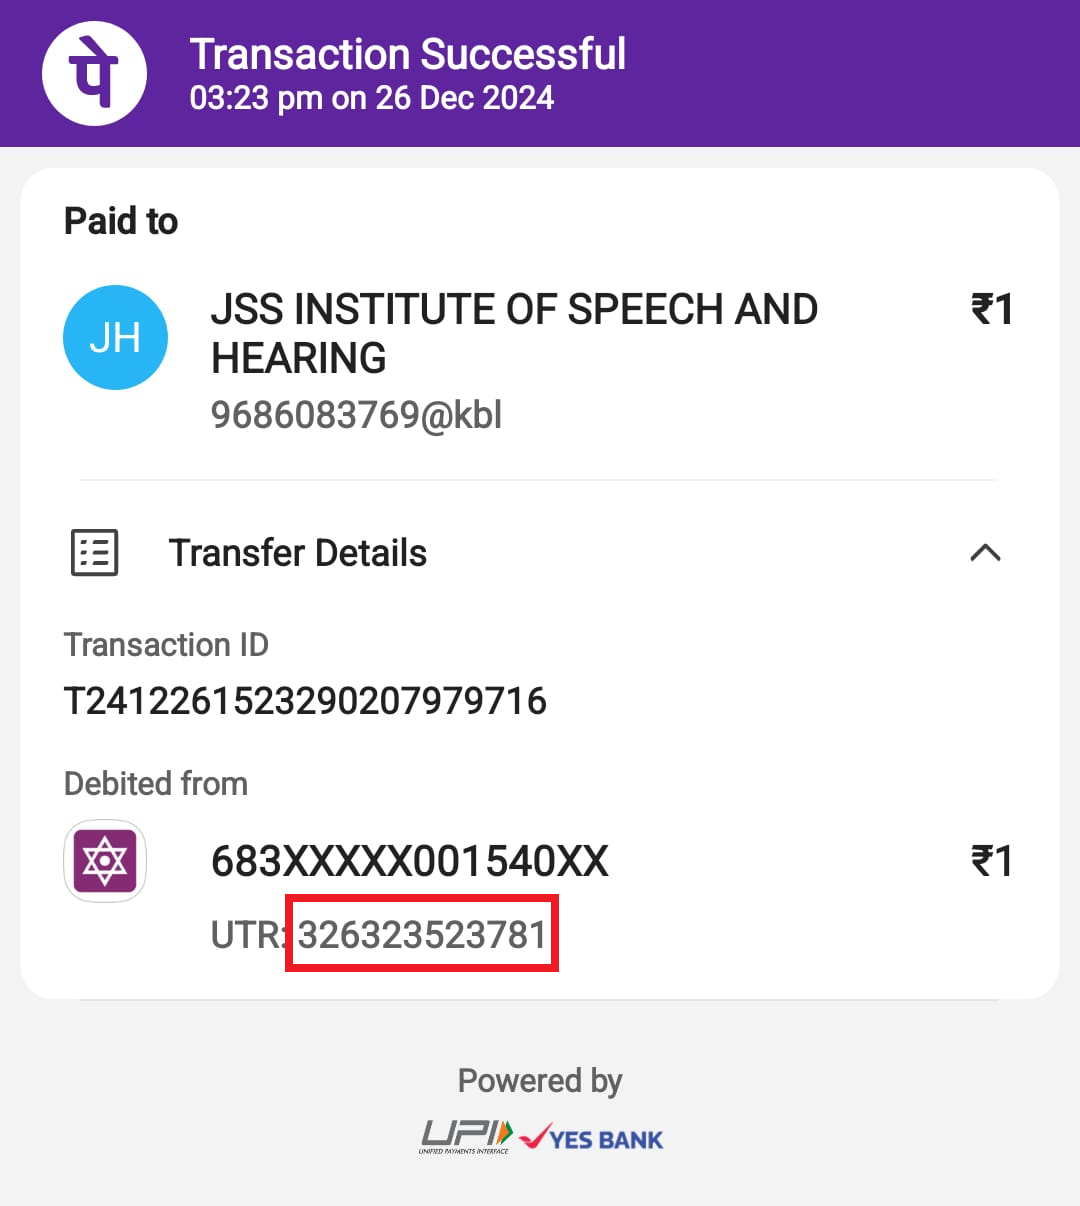 पे
Transaction Successful
03:23 pm on 26 Dec 2024
Paid to
JH
JSS INSTITUTE OF SPEECH AND
HEARING
₹1
9686083769@kbl
Transfer Details
Transaction ID
T2412261523290207979716
Debited from
683XXXXX001540XX
₹1
UTR: 326323523781
Powered by
UPI
UNIFIED PAYMENTS INTERFACE
YES BANK